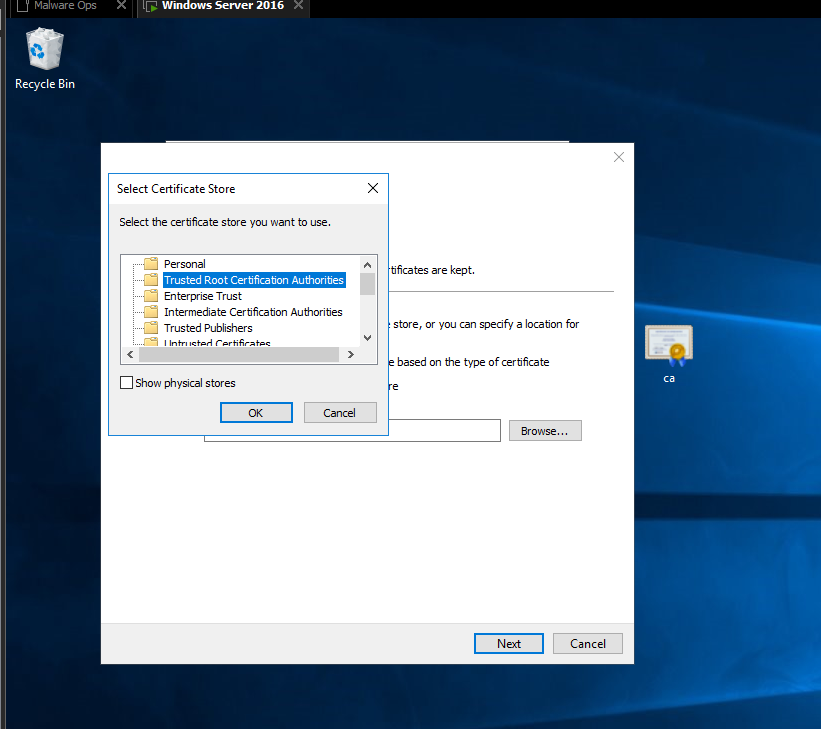 Malware Ops
Windows Server 2016
Recycle Bin
Select Certificate Store
Select the certificate store you want to use.
Personal
Trusted Root Certification Authorities
Enterprise Trust
Intermediate Certification Authorities
Trusted Publishers
Untrusted Certificates
Show physical stores
OK
Cancel
rtificates are kept.
store, or you can specify a location for
e based on the type of certificate
re
Browse...
ca
Next
Cancel